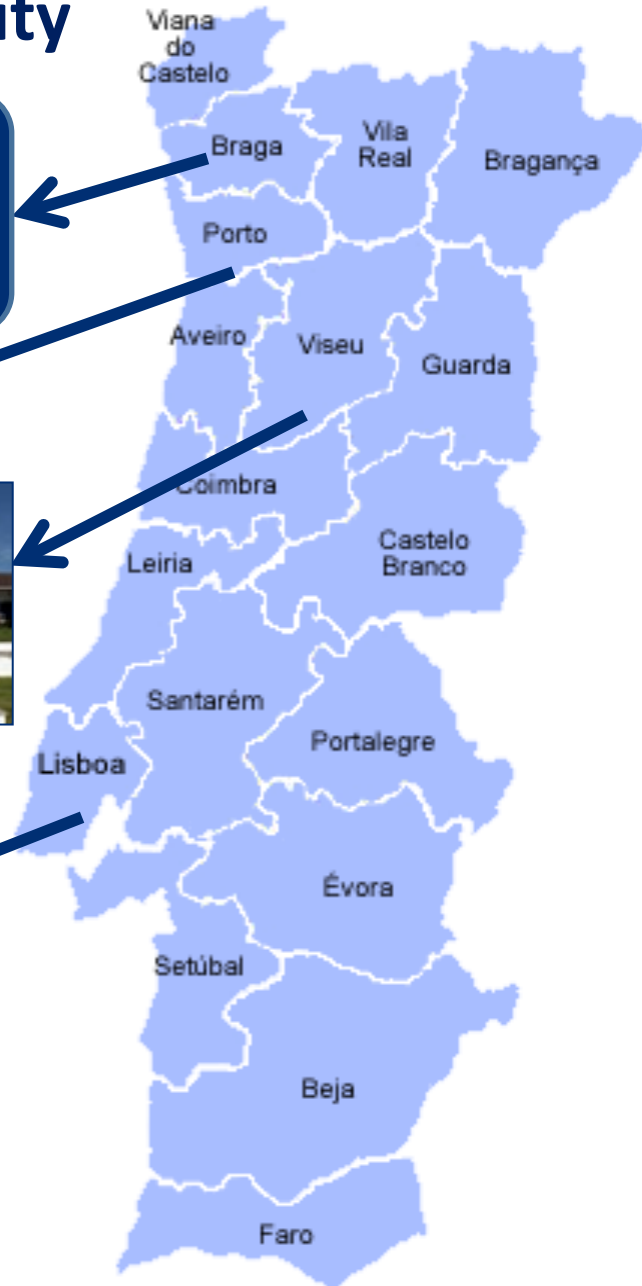 Viana
do
Castelo
Braga
Vila
Real
Bragança
Porto
Aveiro
Viseu
Guarda
Coimbra
Leiria
Castelo
Branco
Santarém
Portalegre
Lisboa
Évora
Setúbal
Beja
Faro